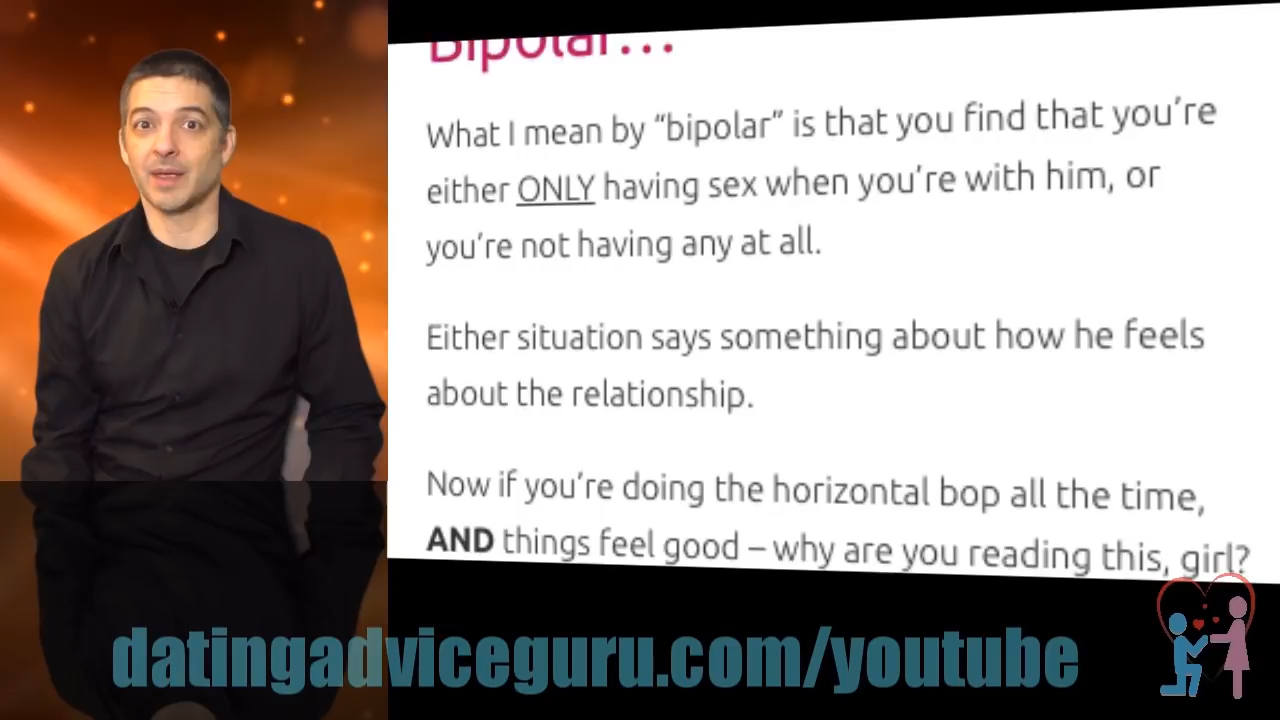 Bipolar...
What I mean by “bipolar” is that you find that you’re
either ONLY having sex when you’re with him, or
you’re not having any at all.
Either situation says something about how he feels
about the relationship.
Now if you’re doing the horizontal bop all the time,
AND things feel good – why are you reading this, girl?
datingadviceguru.com/youtube